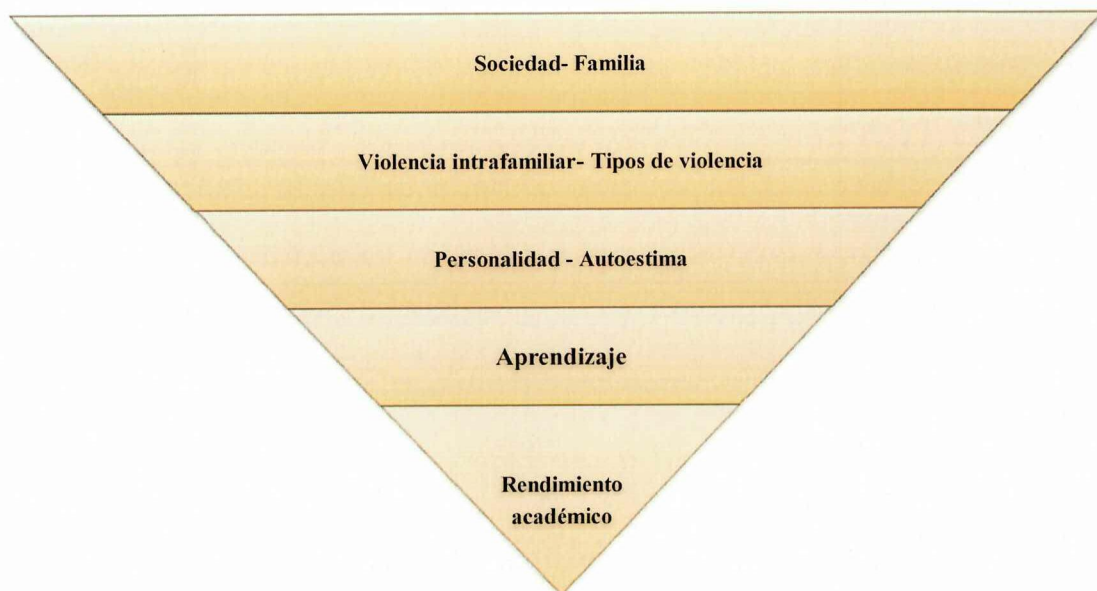 Sociedad- Familia
Violencia intrafamiliar- Tipos de violencia
Personalidad - Autoestima
Aprendizaje
Rendimiento
académico